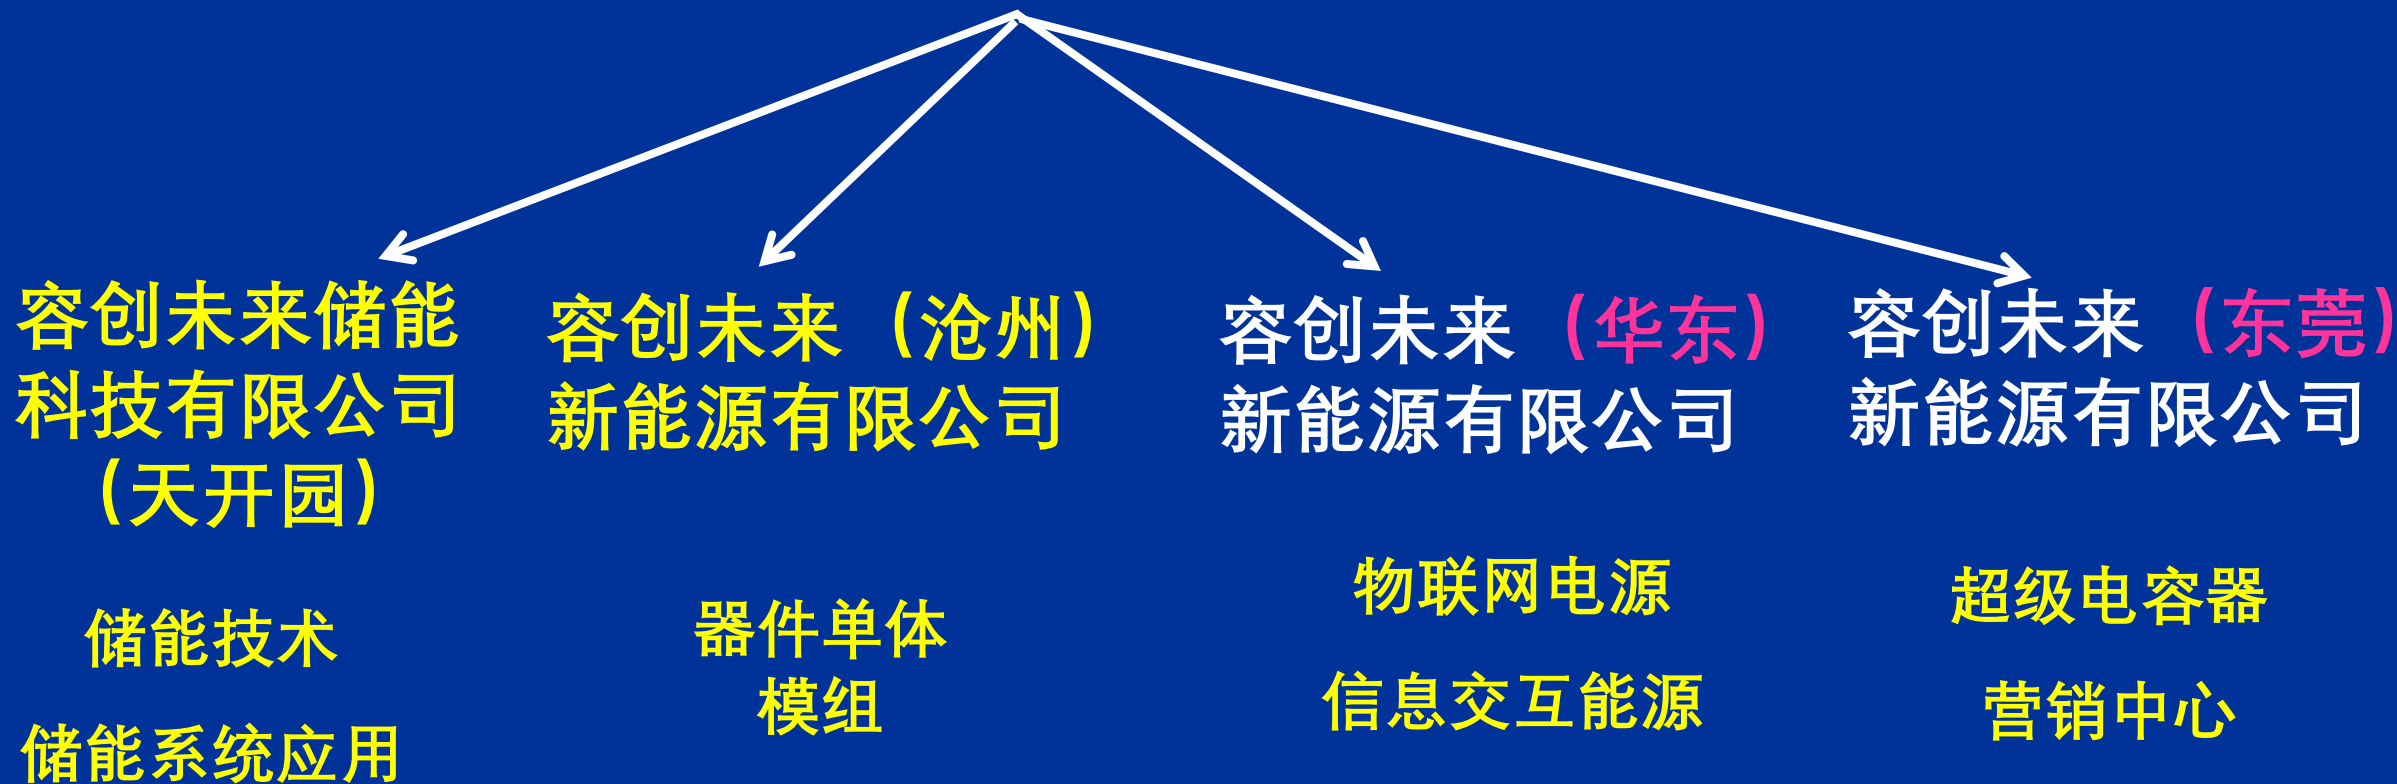 容创未来储能
科技有限公司
(天开园)
储能技术
储能系统应用
容创未来 (沧州)
新能源有限公司
器件单体
模组
容创未来 (华东)
新能源有限公司
物联网电源
信息交互能源
容创未来 (东莞)
新能源有限公司
超级电容器
营销中心